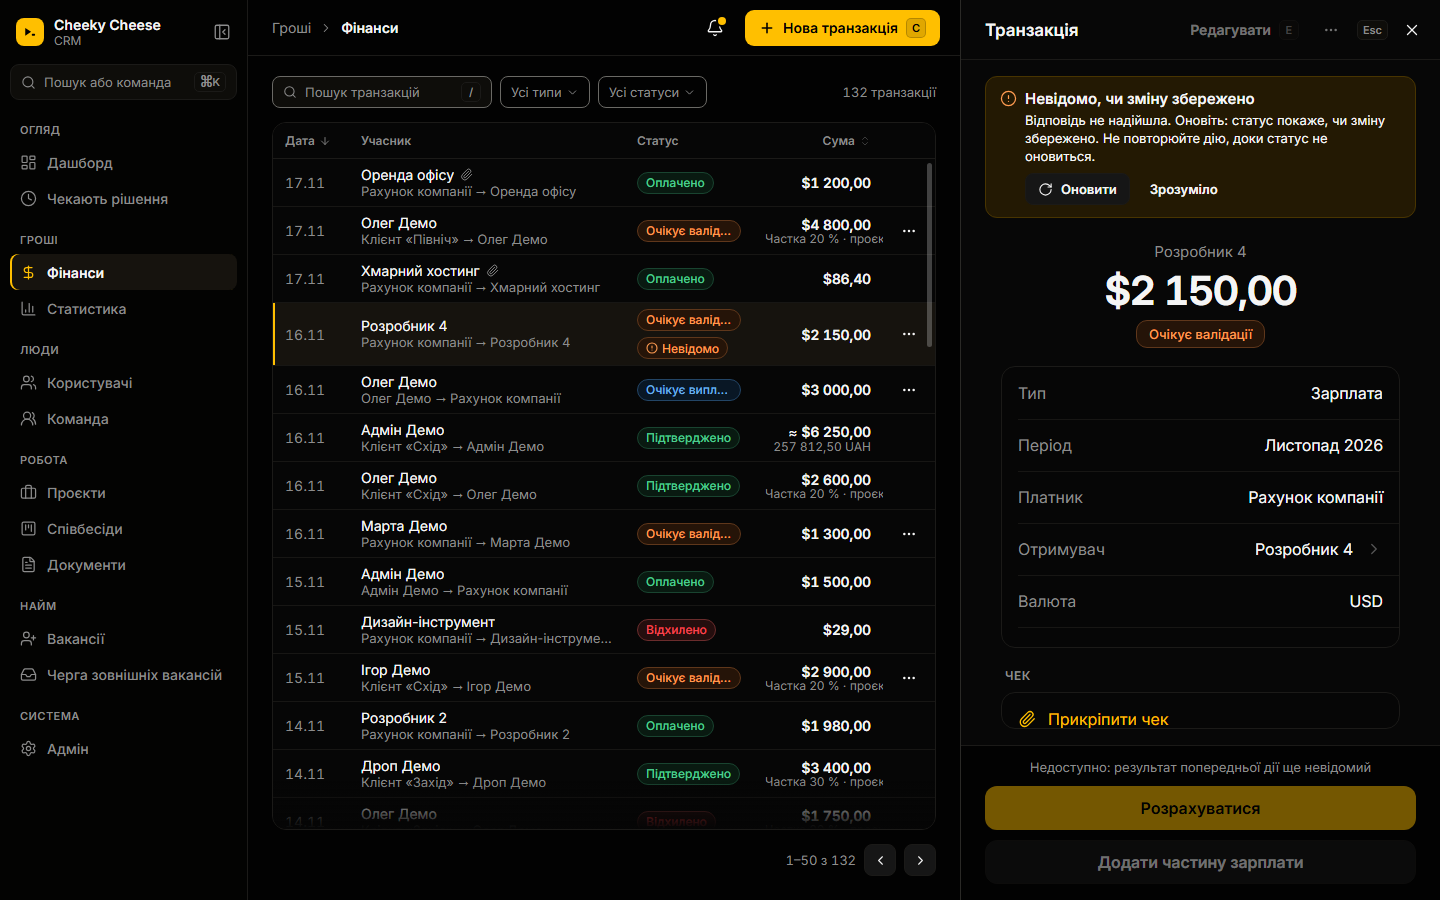 Cheeky Cheese
CRM
Пошук або команда ⌘K
ОГЛЯД
Дашборд
Чекають рішення
ГРОШІ
Фінанси
Статистика
ЛЮДИ
Користувачі
Команда
РОБОТА
Проєкти
Співбесіди
Документи
НАЙМ
Вакансії
Черга зовнішніх вакансій
СИСТЕМА
Адмін
Гроші > Фінанси
+ Нова транзакція C
Пошук транзакцій /
Усі типи
Усі статуси
132 транзакції
Дата ↓ Учасник Статус Сума
17.11 Оренда офісу Оплачено $1 200,00
Рахунок компанії → Оренда офісу
17.11 Олег Демо Очікує валід... $4 800,00 ...
Клієнт «Північ» → Олег Демо Частка 20 % · проєк
17.11 Хмарний хостинг Оплачено $86,40
Рахунок компанії → Хмарний хостинг
16.11 Розробник 4 Очікує валід... $2 150,00 ...
Рахунок компанії → Розробник 4 Невідомо
16.11 Олег Демо Очікує випл... $3 000,00 ...
Олег Демо → Рахунок компанії
16.11 Адмін Демо Підтверджено ≈ $6 250,00
Клієнт «Схід» → Адмін Демо 257 812,50 UAH
16.11 Олег Демо Підтверджено $2 600,00
Клієнт «Схід» → Олег Демо Частка 20 % · проєк
16.11 Марта Демо Очікує валід... $1 300,00 ...
Рахунок компанії → Марта Демо
15.11 Адмін Демо Оплачено $1 500,00
Адмін Демо → Рахунок компанії
15.11 Дизайн-інструмент Відхилено $29,00
Рахунок компанії → Дизайн-інструме...
15.11 Ігор Демо Очікує валід... $2 900,00 ...
Клієнт «Схід» → Ігор Демо Частка 20 % · проєк
14.11 Розробник 2 Оплачено $1 980,00
Рахунок компанії → Розробник 2
14.11 Дроп Демо Підтверджено $3 400,00
Клієнт «Захід» → Дроп Демо Частка 30 % · проєк
14.11 Олег Демо Відхилено $1 750,00
1–50 з 132
Транзакція Редагувати E ... Esc
Невідомо, чи зміну збережено
Відповідь не надійшла. Оновіть: статус покаже, чи зміну
збережено. Не повторюйте дію, доки статус не
оновиться.
Оновити Зрозуміло
Розробник 4
$2 150,00
Очікує валідації
Тип Зарплата
Період Листопад 2026
Платник Рахунок компанії
Отримувач Розробник 4
Валюта USD
ЧЕК
Прикріпити чек
Недоступно: результат попередньої дії ще невідомий
Розрахуватися
Додати частину зарплати